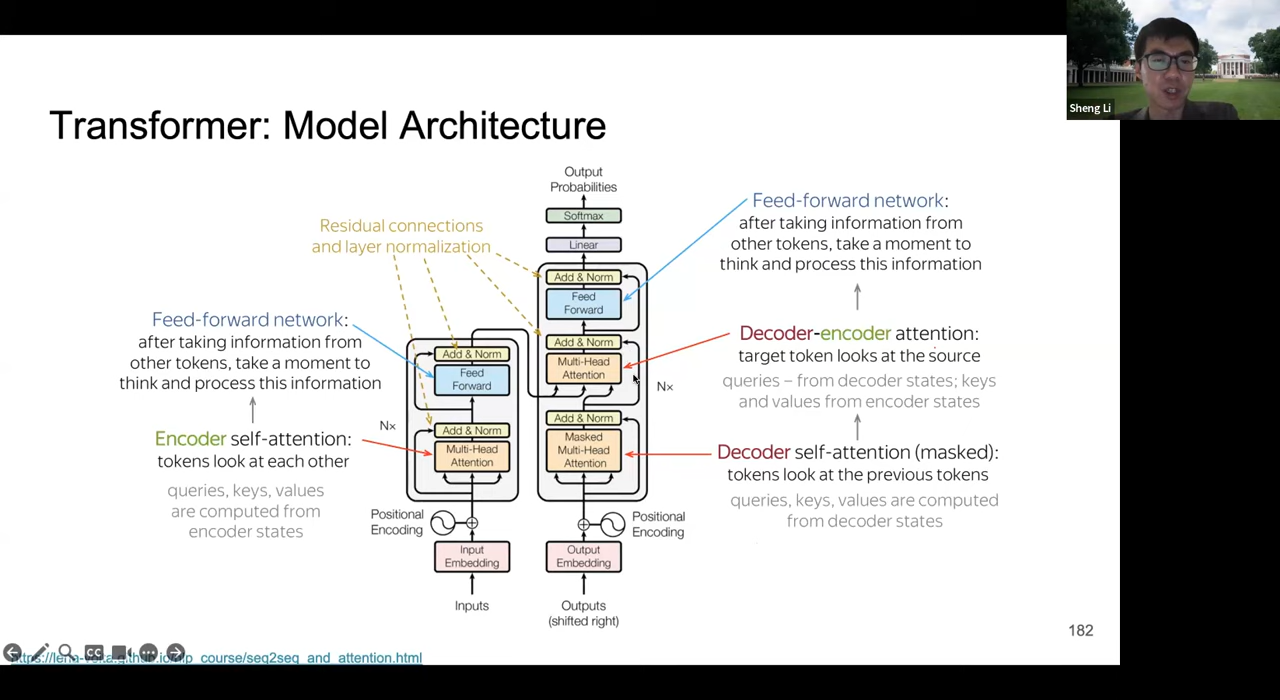 Sheng Li
Transformer: Model Architecture
Output
Probabilities
Softmax
Linear
Add & Norm
Feed
Forward
Add & Norm
Multi-Head
Attention
Add & Norm
Masked
Multi-Head
Attention
Nx
Positional
Encoding
Output
Embedding
Outputs
(shifted right)
Residual connections
and layer normalization
Add & Norm
Feed
Forward
Add & Norm
Multi-Head
Attention
Nx
Positional
Encoding
Input
Embedding
Inputs
Feed-forward network:
after taking information from
other tokens, take a moment to
think and process this information
Encoder self-attention:
tokens look at each other
queries, keys, values
are computed from
encoder states
Feed-forward network:
after taking information from
other tokens, take a moment to
think and process this information
Decoder-encoder attention:
target token looks at the source
queries – from decoder states; keys
and values from encoder states
Decoder self-attention (masked):
tokens look at the previous tokens
queries, keys, values are computed
from decoder states
182
CC
https://lena-voita.github.io/nlp_course/seq2seq_and_attention.html